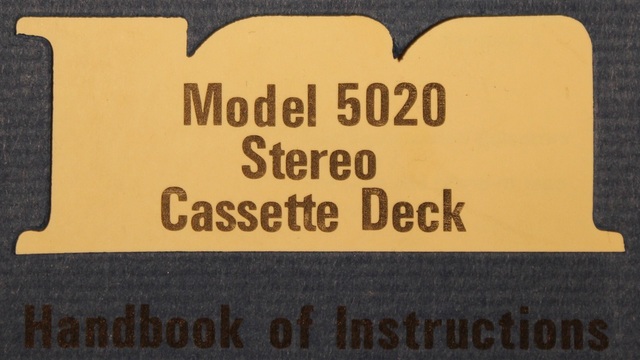 Model 5020
Stereo
Cassette Deck
Handbook of Instructions